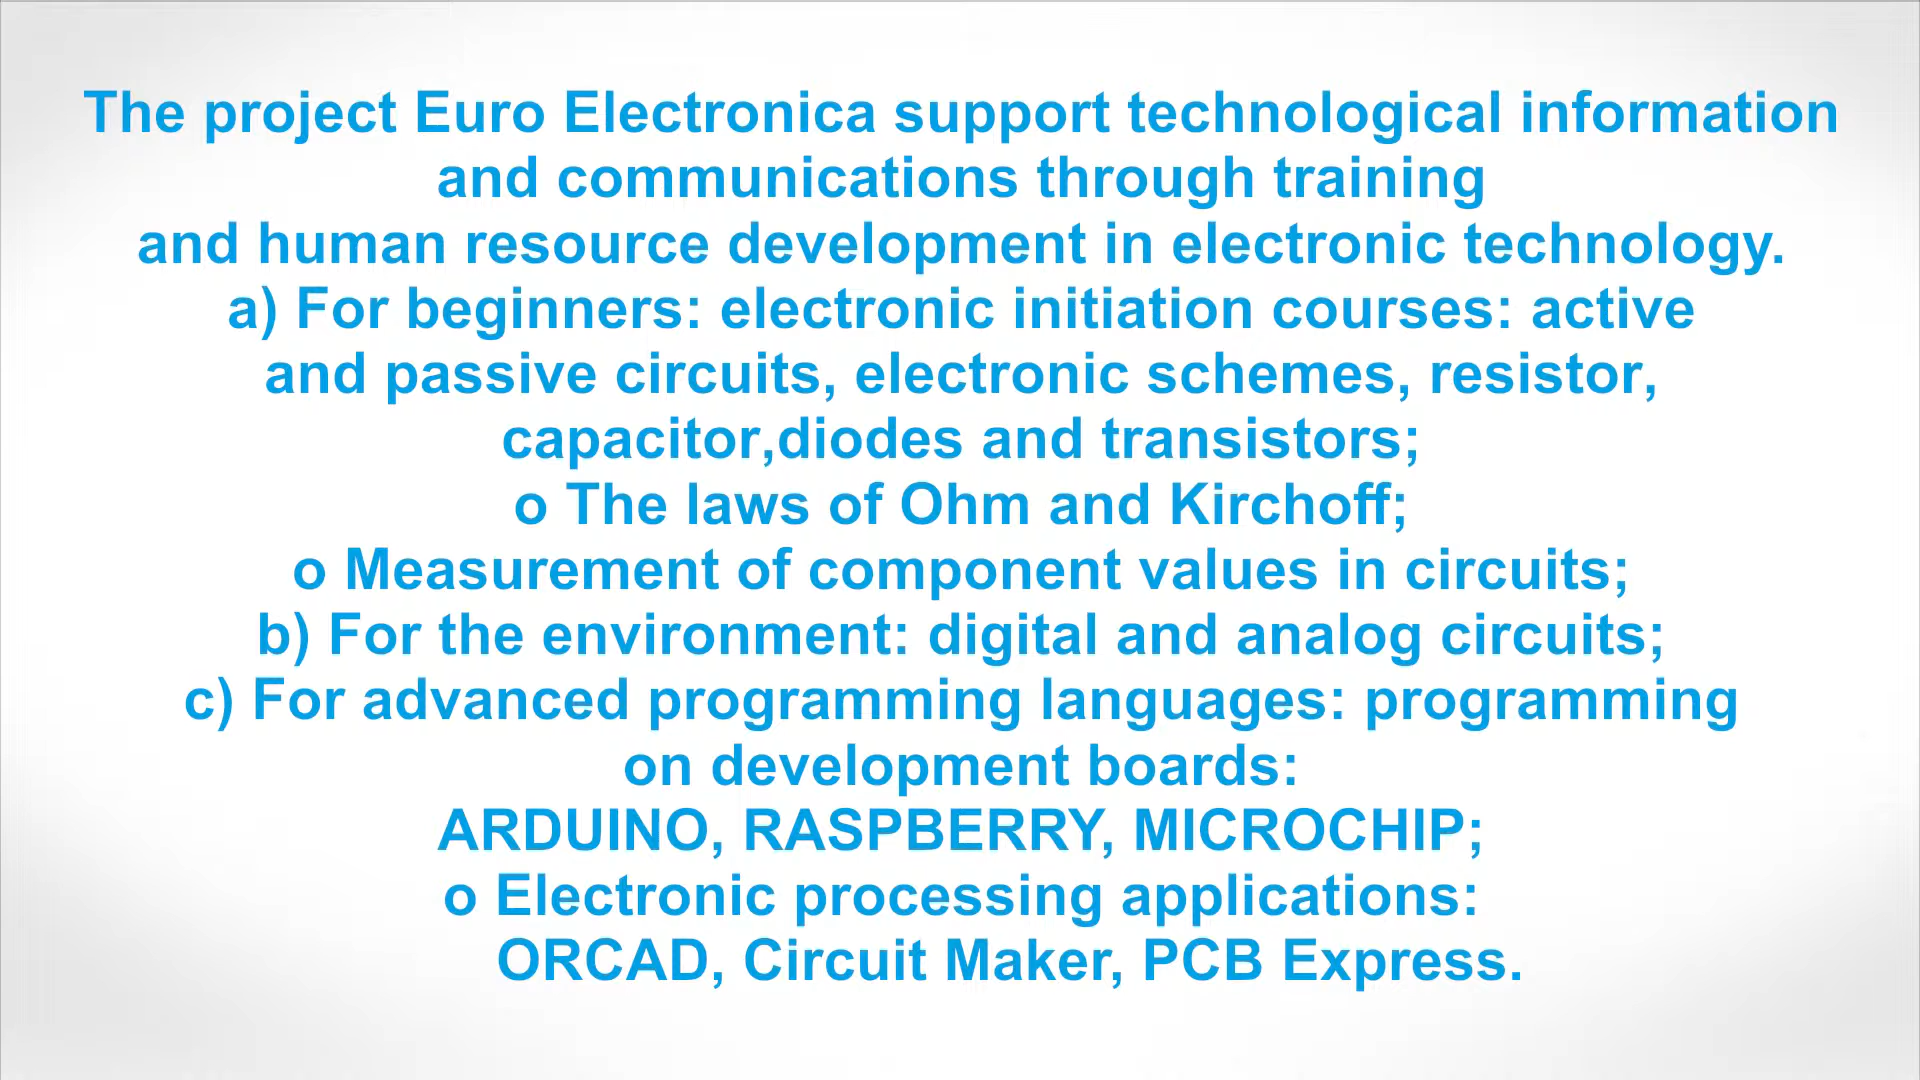 The project Euro Electronica support technological information
and communications through training
and human resource development in electronic technology.
a) For beginners: electronic initiation courses: active
and passive circuits, electronic schemes, resistor,
capacitor,diodes and transistors;
o The laws of Ohm and Kirchoff;
o Measurement of component values in circuits;
b) For the environment: digital and analog circuits;
c) For advanced programming languages: programming
on development boards:
ARDUINO, RASPBERRY, MICROCHIP;
o Electronic processing applications:
ORCAD, Circuit Maker, PCB Express.